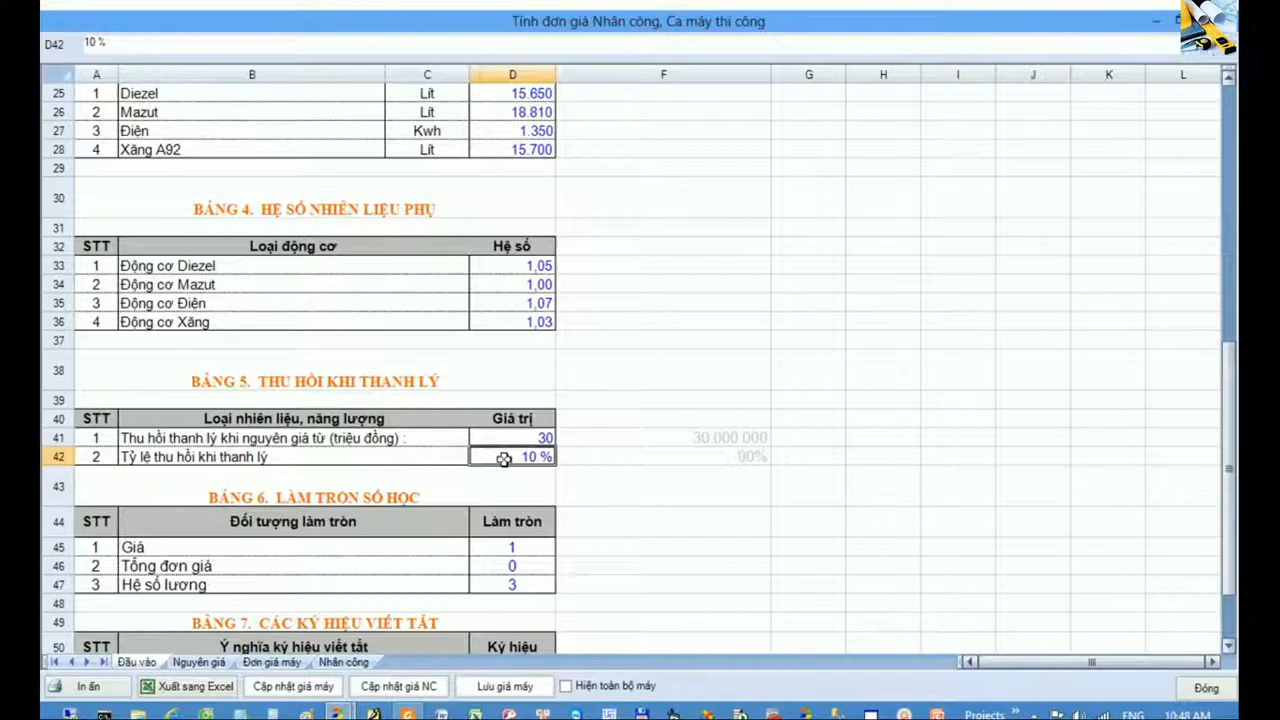 Tính đơn giá Nhân công, Ca máy thi công
D42 10 %
A B C D F G H I J K L
25 1 Diezel Lít 15.650
26 2 Mazut Lít 18.810
27 3 Điện Kwh 1.350
28 4 Xăng A92 Lít 15.700
29
30 BẢNG 4. HỆ SỐ NHIÊN LIỆU PHỤ
31
32 STT Loại động cơ Hệ số
33 1 Động cơ Diezel 1,05
34 2 Động cơ Mazut 1,00
35 3 Động cơ Điện 1,07
36 4 Động cơ Xăng 1,03
37
38 BẢNG 5. THU HỒI KHI THANH LÝ
39
40 STT Loại nhiên liệu, năng lượng Giá trị
41 1 Thu hồi thanh lý khi nguyên giá từ (triệu đồng) : 30 30 000 000
42 2 Tỷ lệ thu hồi khi thanh lý 10 % 00%
43 BẢNG 6. LÀM TRÒN SỐ HỌC
44 STT Đối tượng làm tròn Làm tròn
45 1 Giá 1
46 2 Tổng đơn giá 0
47 3 Hệ số lương 3
48
49 BẢNG 7. CÁC KÝ HIỆU VIẾT TẮT
50 STT Ý nghĩa ký hiệu viết tắt Ký hiệu
Đầu vào Nguyên giá Đơn giá máy Nhân công
In ấn Xuất sang Excel Cập nhật giá máy Cập nhật giá NC Lưu giá máy Hiện toàn bộ máy Đóng
Projects ENG 10:48 AM